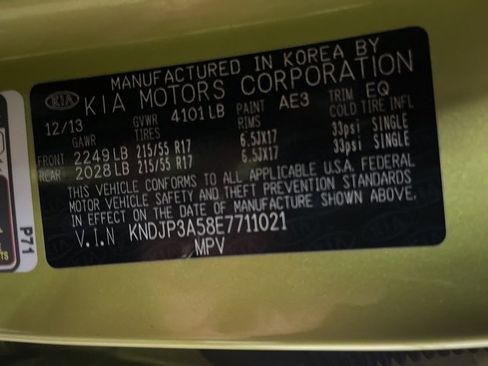 MANUFACTURED IN KOREA BY
KIA KIA MOTORS CORPORATION
12/13 GVWR 4101 LB PAINT AE3 TRIM EQ
GAWR TIRES RIMS COLD TIRE INFL
FRONT 2249 LB 215/55 R17 6.5JX17 33psi SINGLE
REAR 2028 LB 215/55 R17 6.5JX17 33psi SINGLE
THIS VEHICLE CONFORMS TO ALL APPLICABLE U.S.A. FEDERAL
MOTOR VEHICLE SAFETY AND THEFT PREVENTION STANDARDS
IN EFFECT ON THE DATE OF MANUFACTURE SHOWN ABOVE.
V.I.N KNDJP3A58E7711021
MPV
P71